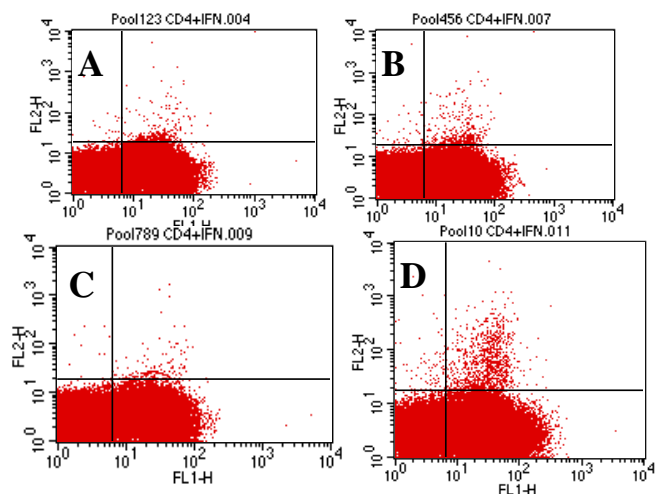 Pool123 CD4+IFN.004
A
FL2-H
10^4
10^3
10^2
10^1
10^0
10^0 10^1 10^2 10^3 10^4
FL1-H
Pool456 CD4+IFN.007
B
FL2-H
10^4
10^3
10^2
10^1
10^0
10^0 10^1 10^2 10^3 10^4
Pool789 CD4+IFN.009
C
FL2-H
10^4
10^3
10^2
10^1
10^0
10^0 10^1 10^2 10^3 10^4
FL1-H
Pool10 CD4+IFN.011
D
FL2-H
10^4
10^3
10^2
10^1
10^0
10^0 10^1 10^2 10^3 10^4
FL1-H